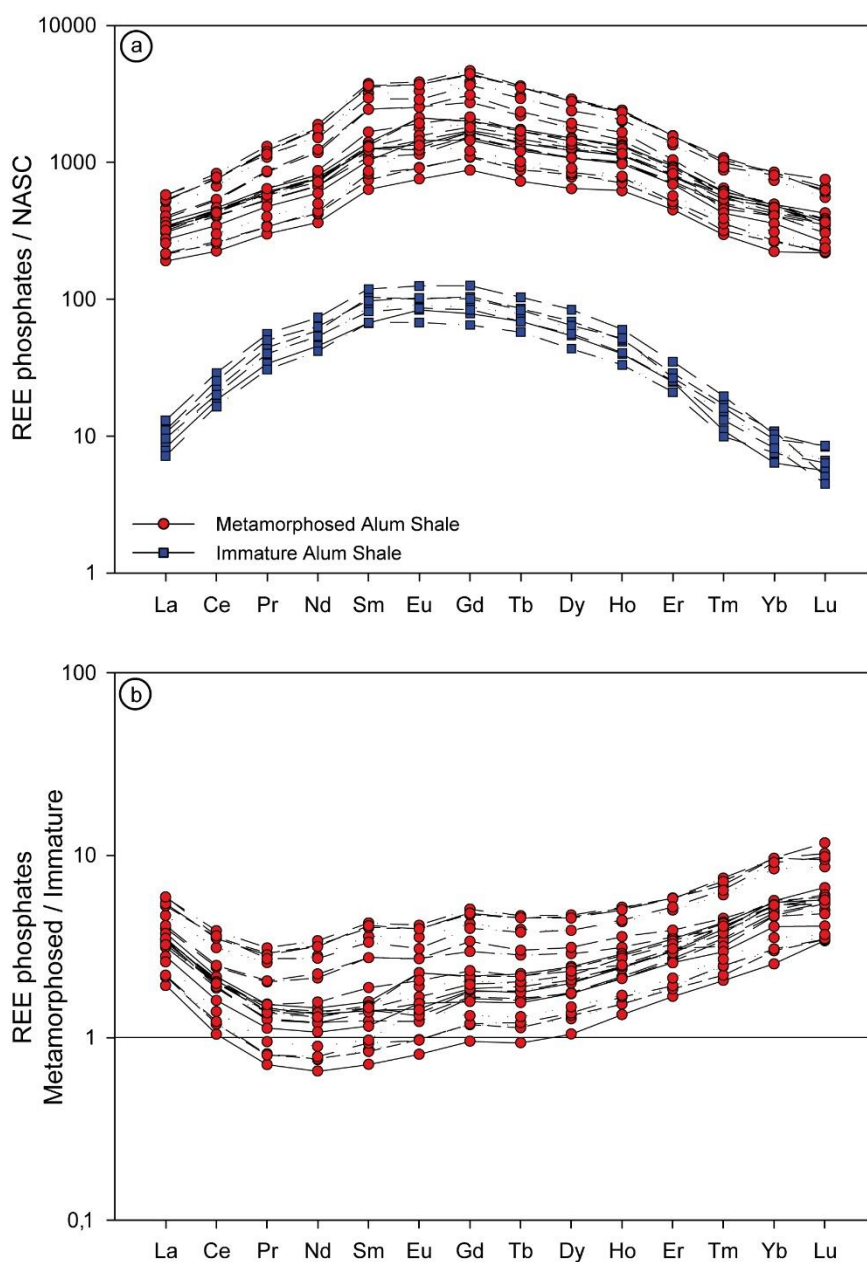 a
10000
1000
100
10
1
REE phosphates / NASC
Metamorphosed Alum Shale
Immature Alum Shale
La Ce Pr Nd Sm Eu Gd Tb Dy Ho Er Tm Yb Lu
b
100
10
1
0,1
REE phosphates
Metamorphosed / Immature
La Ce Pr Nd Sm Eu Gd Tb Dy Ho Er Tm Yb Lu